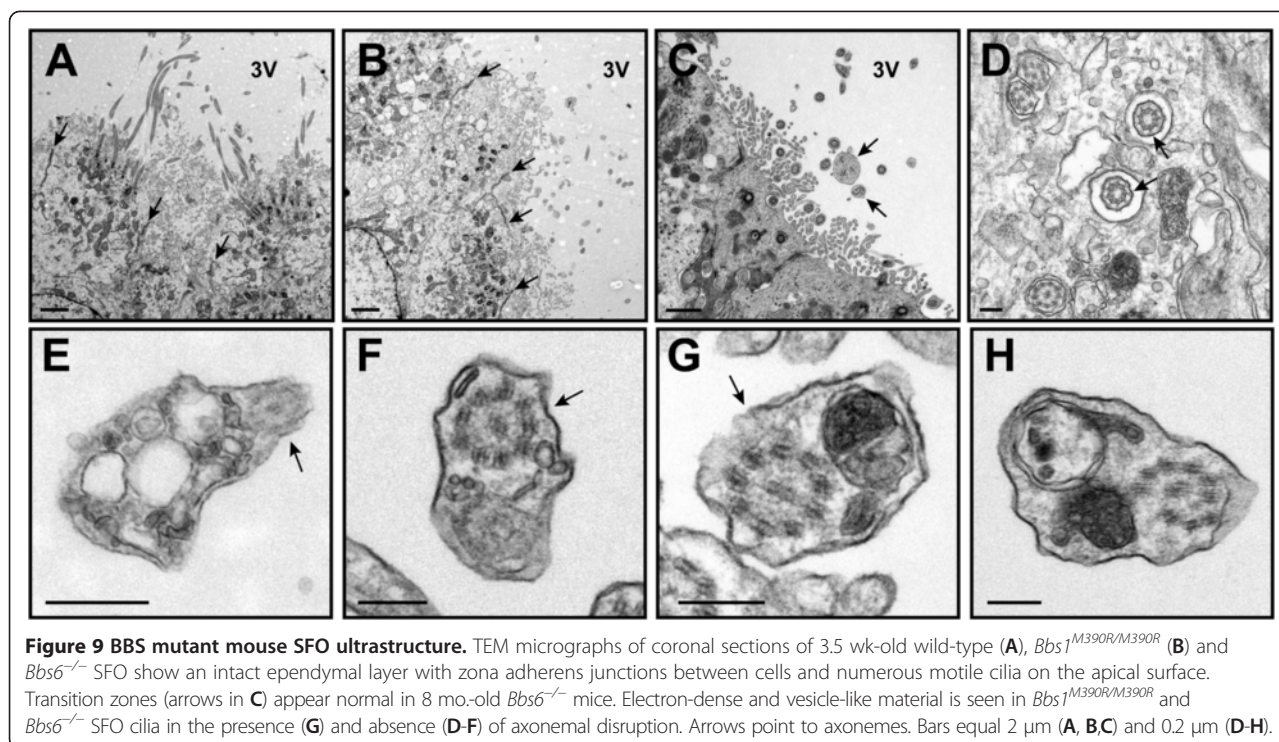 A
3V
B
3V
C
3V
D
E
F
G
H
Figure 9 BBS mutant mouse SFO ultrastructure. TEM micrographs of coronal sections of 3.5 wk-old wild-type (A), Bbs1M390R/M390R (B) and
Bbs6−/− SFO show an intact ependymal layer with zona adherens junctions between cells and numerous motile cilia on the apical surface.
Transition zones (arrows in C) appear normal in 8 mo.-old Bbs6−/− mice. Electron-dense and vesicle-like material is seen in Bbs1M390R/M390R and
Bbs6−/− SFO cilia in the presence (G) and absence (D-F) of axonemal disruption. Arrows point to axonemes. Bars equal 2 μm (A, B,C) and 0.2 μm (D-H).